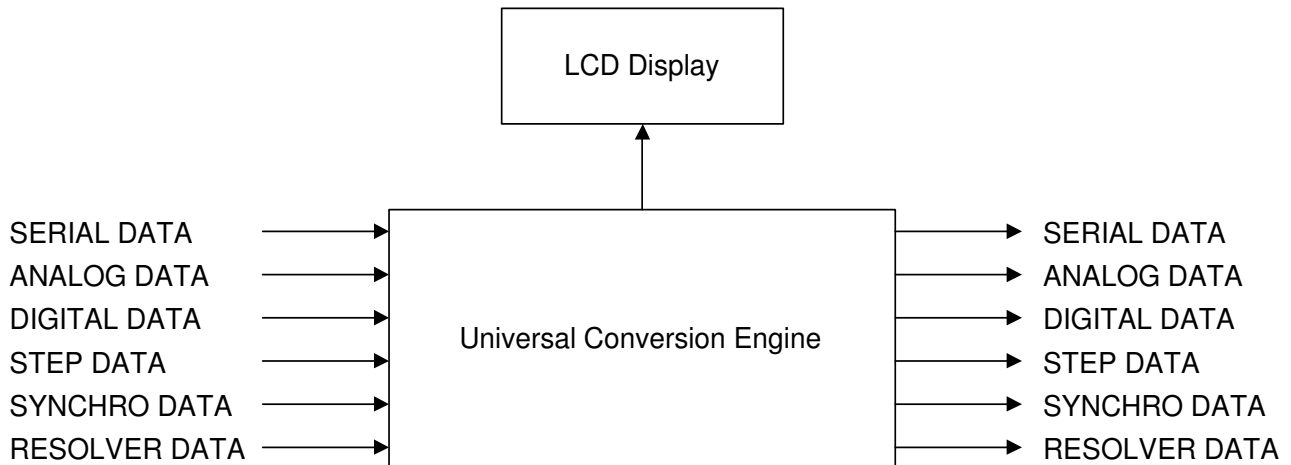 LCD Display
SERIAL DATA
SERIAL DATA
ANALOG DATA
ANALOG DATA
DIGITAL DATA
Universal Conversion Engine
DIGITAL DATA
STEP DATA
STEP DATA
SYNCHRO DATA
SYNCHRO DATA
RESOLVER DATA
RESOLVER DATA